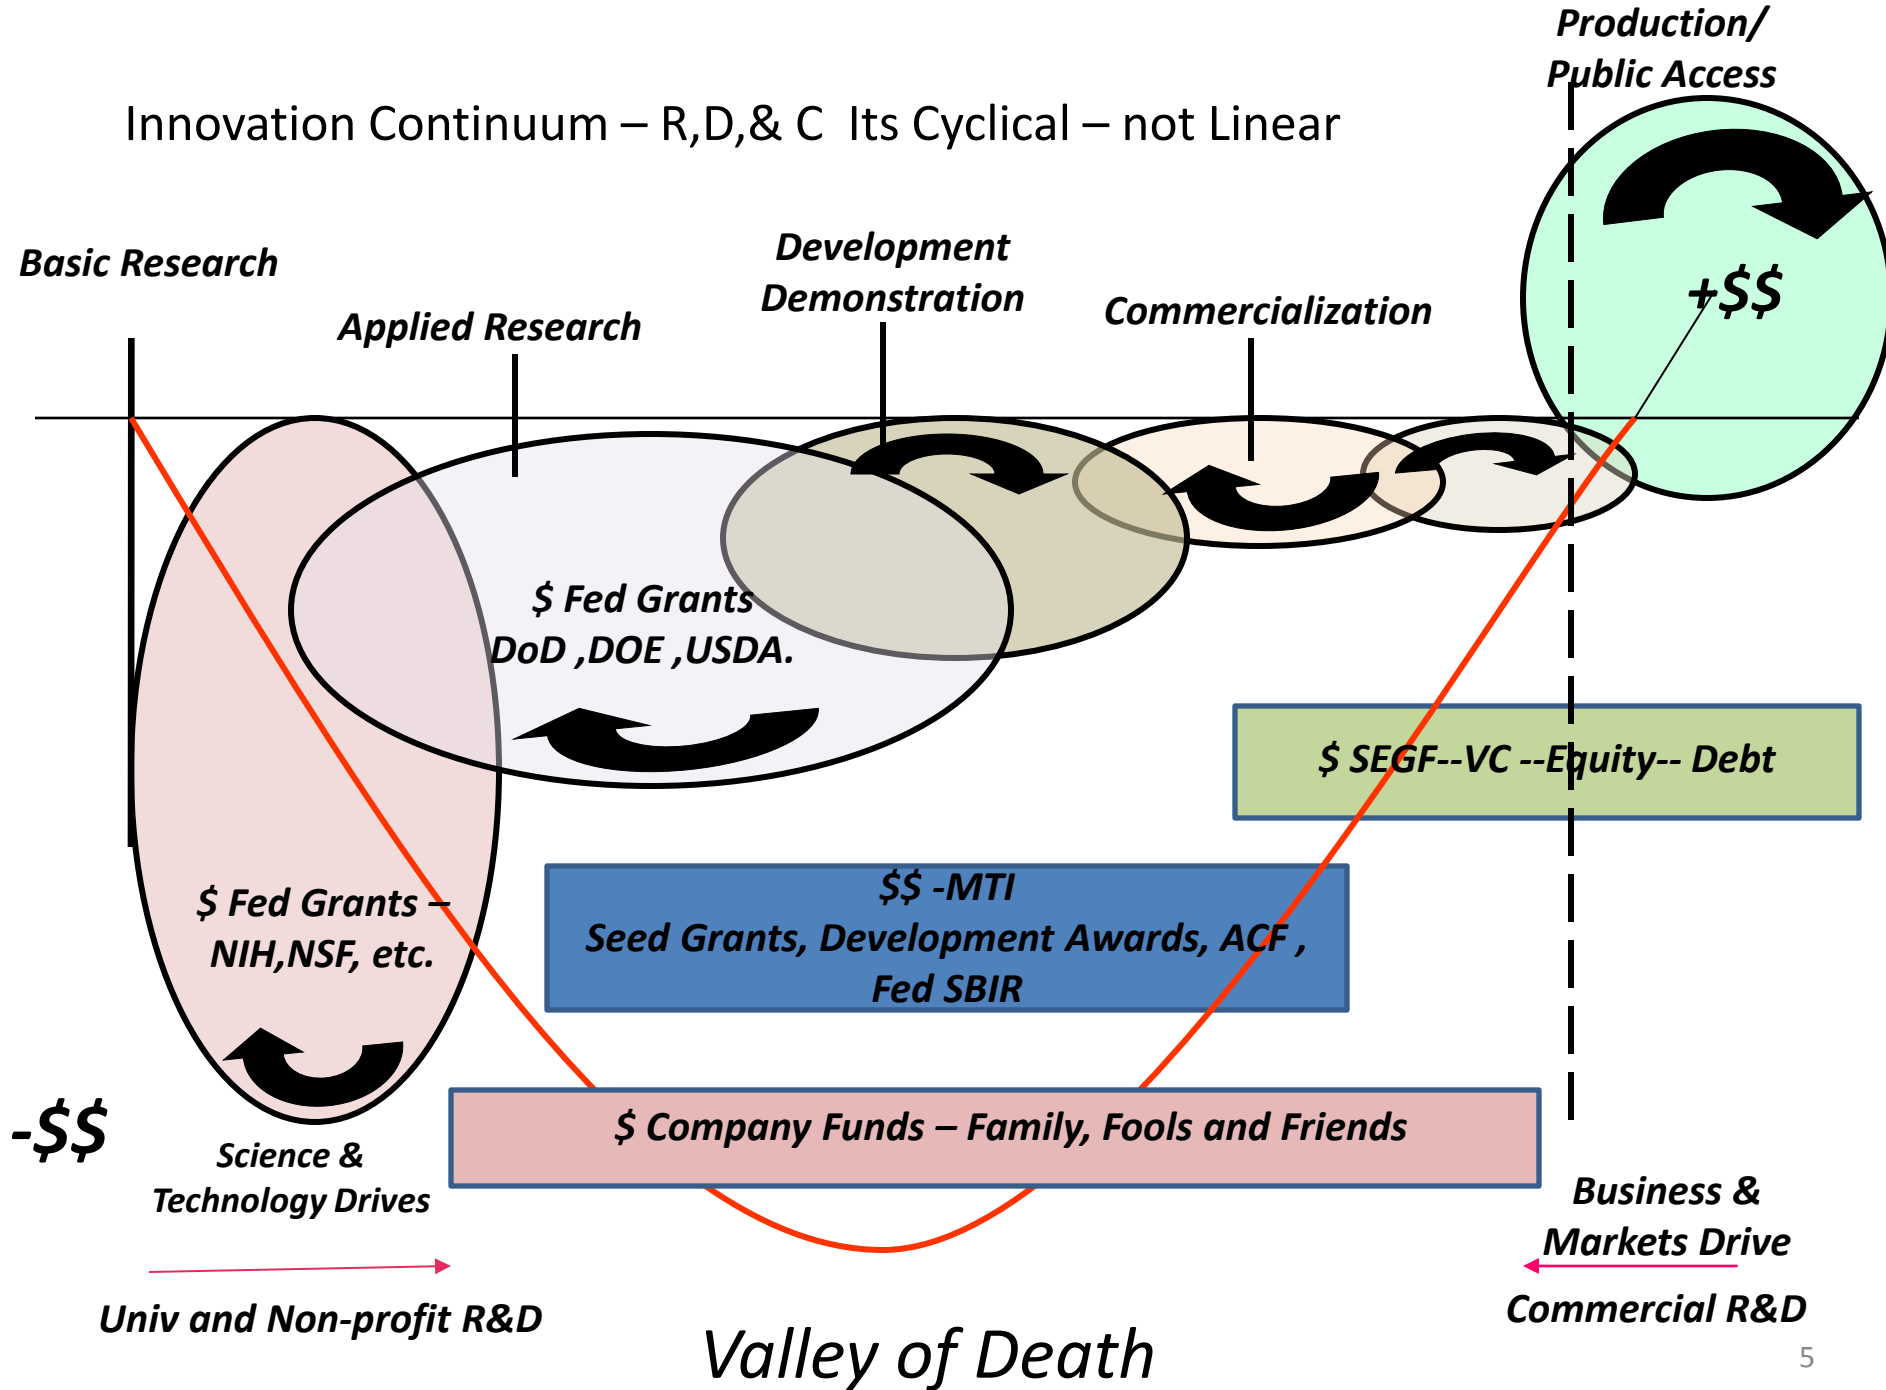 Production/
Public Access
Innovation Continuum – R,D,& C  Its Cyclical – not Linear
Basic Research
Applied Research
Development
Demonstration
Commercialization
+$$
$ Fed Grants
DoD ,DOE ,USDA.
$ SEGF--VC --Equity-- Debt
$ Fed Grants –
NIH,NSF, etc.
$$ -MTI
Seed Grants, Development Awards, ACF ,
Fed SBIR
-$$
$ Company Funds – Family, Fools and Friends
Science &
Technology Drives
Business &
Markets Drive
Univ and Non-profit R&D
Commercial R&D
Valley of Death
5